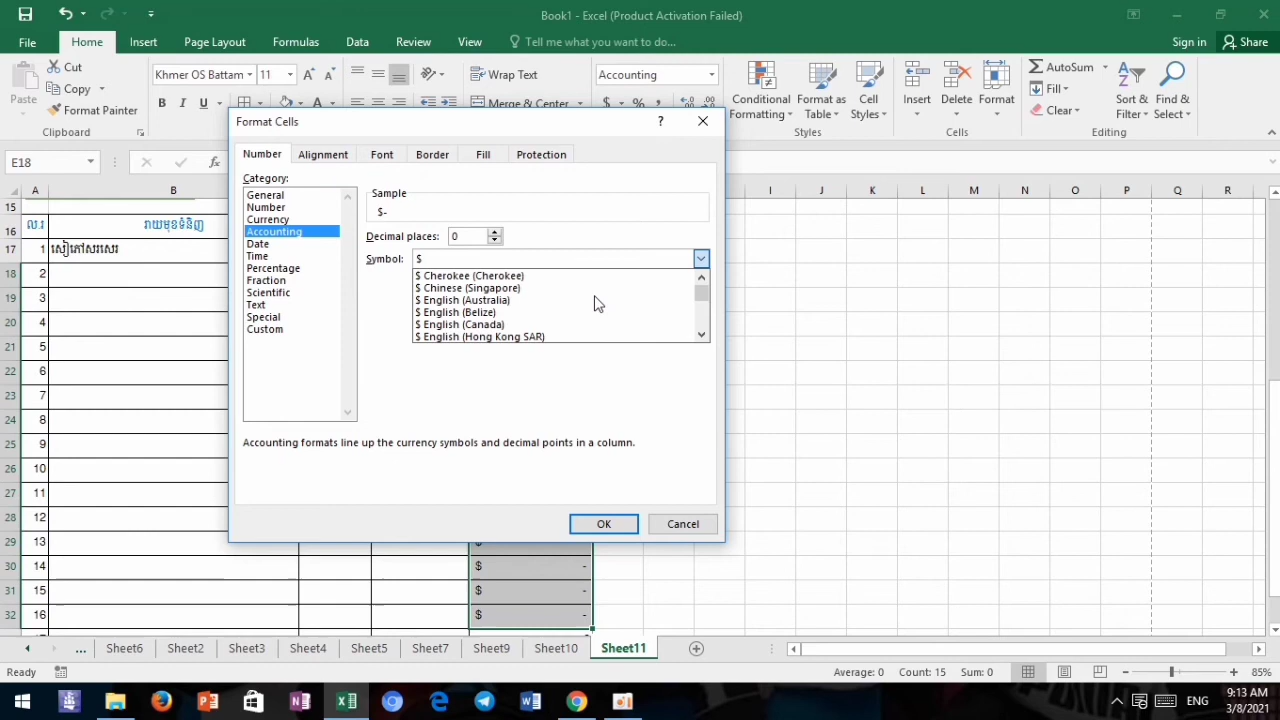 Book1 - Excel (Product Activation Failed)
File Home Insert Page Layout Formulas Data Review View Tell me what you want to do... Sign in Share
Paste
Cut
Copy
Format Painter
Clipboard
Khmer OS Battam 11
B I U
Wrap Text
Merge & Center
Accounting
$ % ,
Conditional Formatting
Format as Table
Cell Styles
Styles
Insert Delete Format
Cells
AutoSum
Fill
Clear
Sort & Filter
Find & Select
Editing
E18 fx
A B I J K L M N O P Q R
15
16 ល.រ រាយមុខទំនិញ
17 1 សៀវភៅសរសេរ
18 2
19 3
20 4
21 5
22 6
23 7
24 8
25 9
26 10
27 11
28 12
29 13
30 14 $ -
31 15 $ -
32 16 $ -
Format Cells
Number Alignment Font Border Fill Protection
Category:
General
Number
Currency
Accounting
Date
Time
Percentage
Fraction
Scientific
Text
Special
Custom
Sample
$-
Decimal places: 0
Symbol: $
$ Cherokee (Cherokee)
$ Chinese (Singapore)
$ English (Australia)
$ English (Belize)
$ English (Canada)
$ English (Hong Kong SAR)
Accounting formats line up the currency symbols and decimal points in a column.
OK Cancel
... Sheet6 Sheet2 Sheet3 Sheet4 Sheet5 Sheet7 Sheet9 Sheet10 Sheet11
Ready Average: 0 Count: 15 Sum: 0 85%
ENG
9:13 AM
3/8/2021